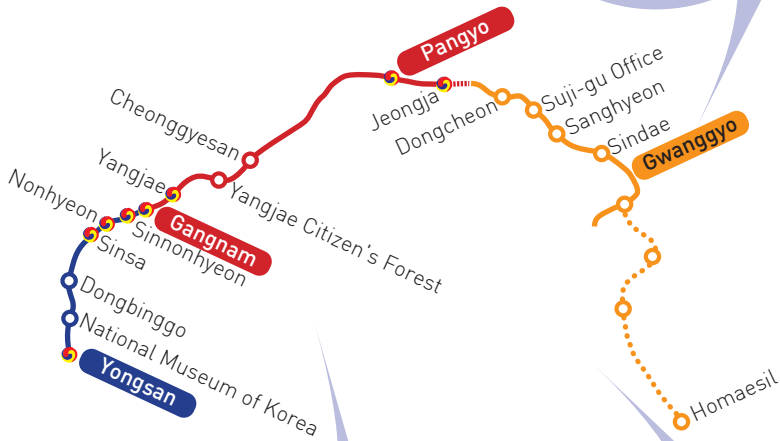 Pangyo
Jeongja
Dongcheon
Suji-gu Office
Sanghyeon
Sindae
Gwanggyo
Cheonggyesan
Yangjae
Yangjae Citizen's Forest
Nonhyeon
Gangnam
Sinnonhyeon
Sinsa
Dongbinggo
National Museum of Korea
Yongsan
Homaesil